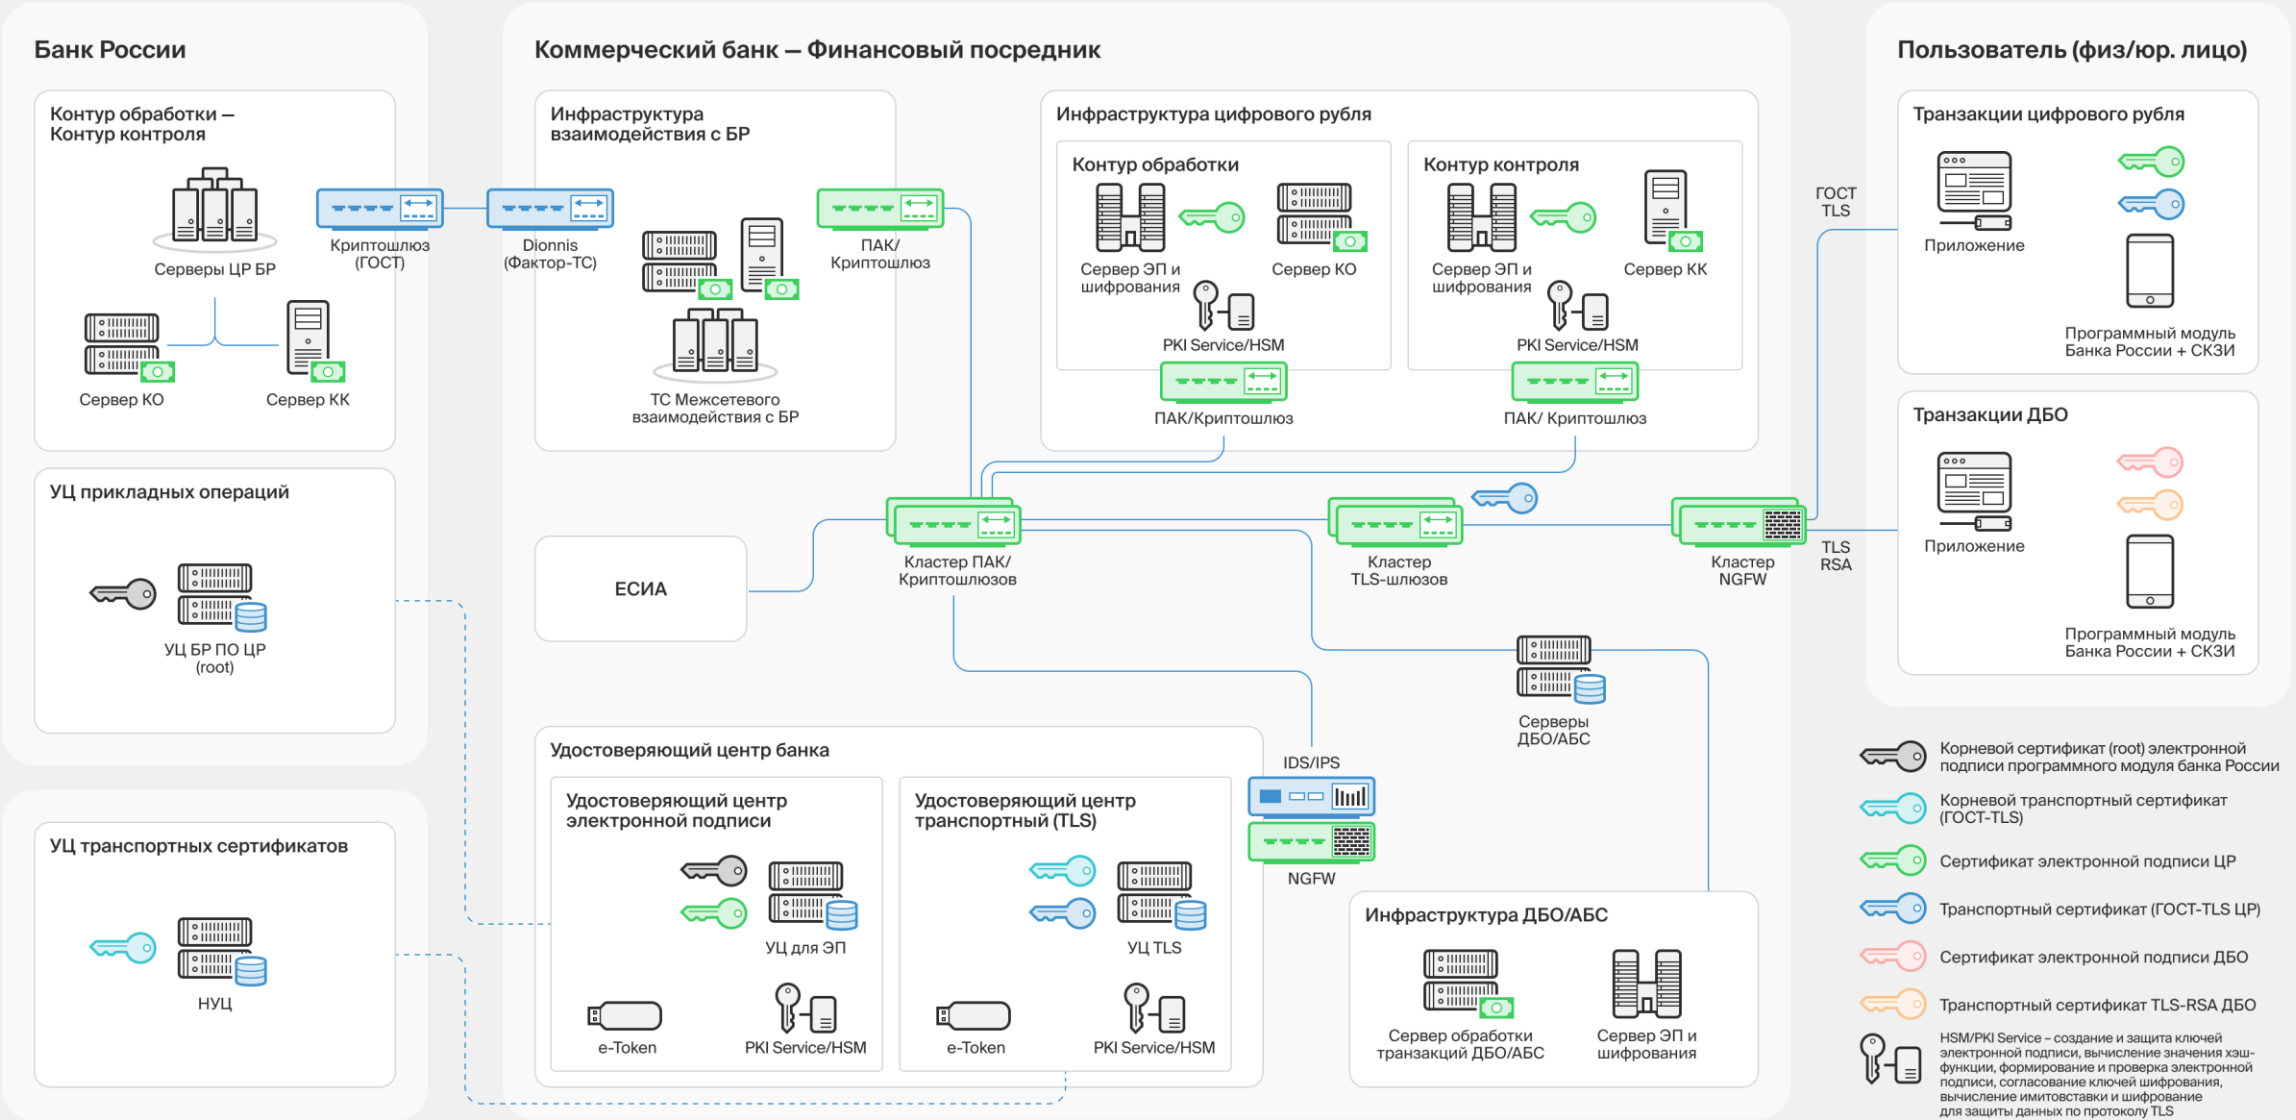 Банк России
Контур обработки —
Контур контроля
Серверы ЦР БР
Криптошлюз
(ГОСТ)
Сервер КО
Сервер КК
УЦ прикладных операций
УЦ БР ПО ЦР
(root)
УЦ транспортных сертификатов
НУЦ
Коммерческий банк — Финансовый посредник
Инфраструктура
взаимодействия с БР
Dionnis
(Фактор-ТС)
ПАК/
Криптошлюз
ТС Межсетевого
взаимодействия с БР
Инфраструктура цифрового рубля
Контур обработки
Сервер ЭП и
шифрования
Сервер КО
PKI Service/HSM
ПАК/Криптошлюз
Контур контроля
Сервер ЭП и
шифрования
Сервер КК
PKI Service/HSM
ПАК/ Криптошлюз
ЕСИА
Кластер ПАК/
Криптошлюзов
Кластер
TLS-шлюзов
Кластер
NGFW
ГОСТ
TLS
TLS
RSA
Серверы
ДБО/АБС
Удостоверяющий центр банка
Удостоверяющий центр
электронной подписи
УЦ для ЭП
e-Token
PKI Service/HSM
Удостоверяющий центр
транспортный (TLS)
УЦ TLS
e-Token
PKI Service/HSM
IDS/IPS
NGFW
Инфраструктура ДБО/АБС
Сервер обработки
транзакций ДБО/АБС
Сервер ЭП и
шифрования
Пользователь (физ/юр. лицо)
Транзакции цифрового рубля
Приложение
Программный модуль
Банка России + СКЗИ
Транзакции ДБО
Приложение
Программный модуль
Банка России + СКЗИ
Корневой сертификат (root) электронной
подписи программного модуля банка России
Корневой транспортный сертификат
(ГОСТ-TLS)
Сертификат электронной подписи ЦР
Транспортный сертификат (ГОСТ-TLS ЦР)
Сертификат электронной подписи ДБО
Транспортный сертификат TLS-RSA ДБО
HSM/PKI Service – создание и защита ключей
электронной подписи, вычисление значения хэш-
функции, формирование и проверка электронной
подписи, согласование ключей шифрования,
вычисление имитовставки и шифрование
для защиты данных по протоколу TLS